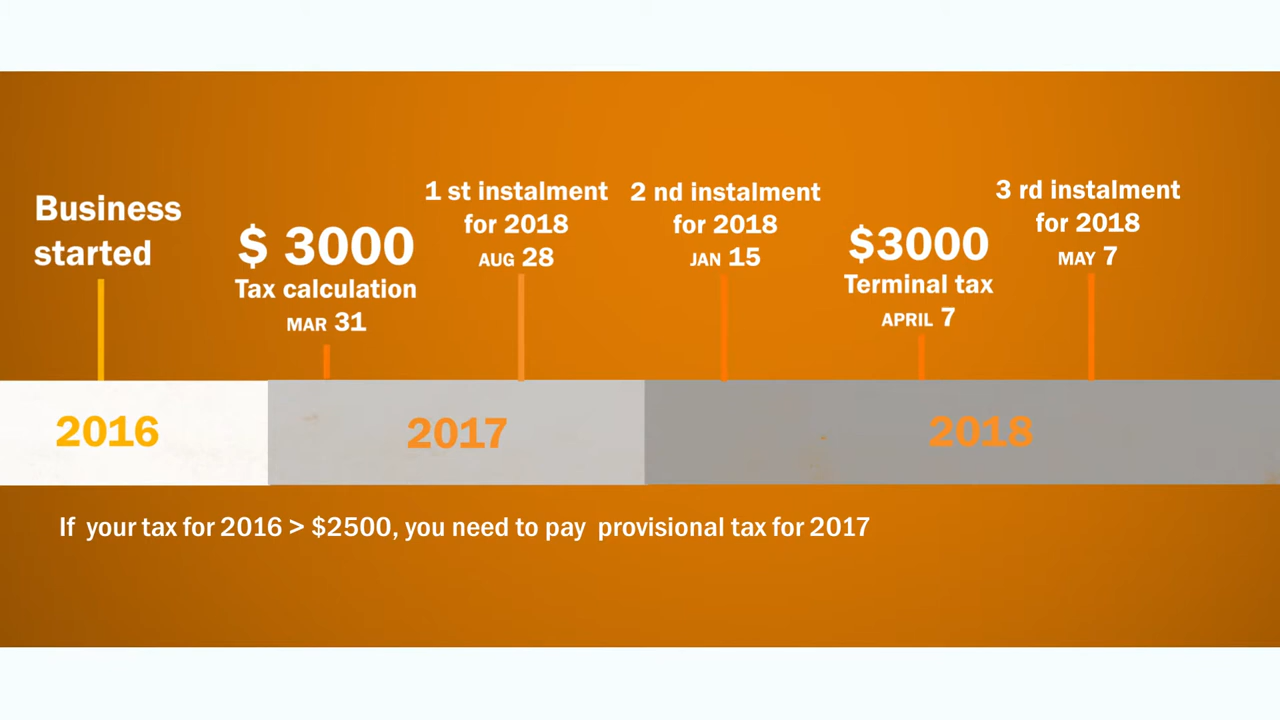 Business
started
$ 3000
Tax calculation
MAR 31
1 st instalment
for 2018
AUG 28
2 nd instalment
for 2018
JAN 15
$3000
Terminal tax
APRIL 7
3 rd instalment
for 2018
MAY 7
2016
2017
2018
If your tax for 2016 > $2500, you need to pay provisional tax for 2017